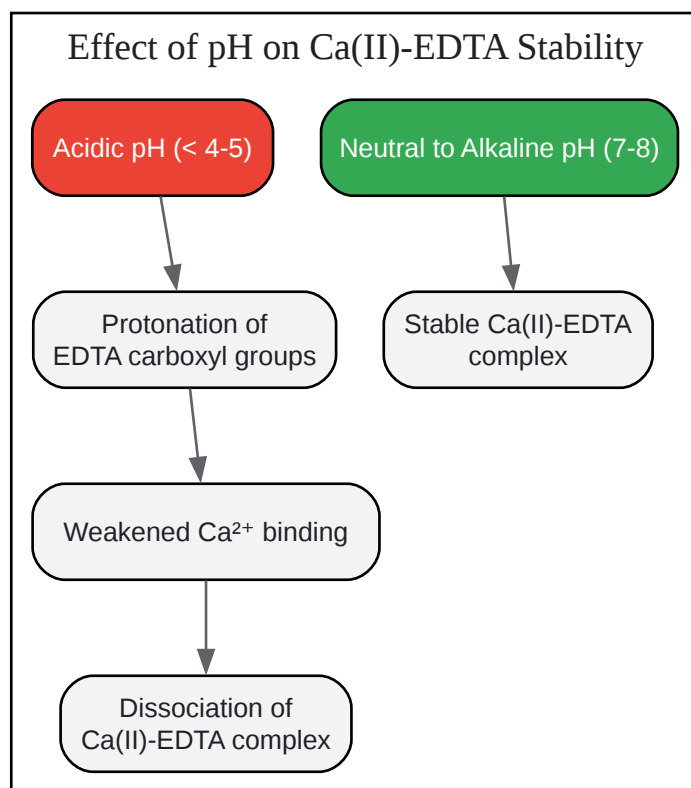 Effect of pH on Ca(II)-EDTA Stability
Acidic pH (< 4-5)
Neutral to Alkaline pH (7-8)
Protonation of
EDTA carboxyl groups
Stable Ca(II)-EDTA
complex
Weakened Ca²⁺ binding
Dissociation of
Ca(II)-EDTA complex